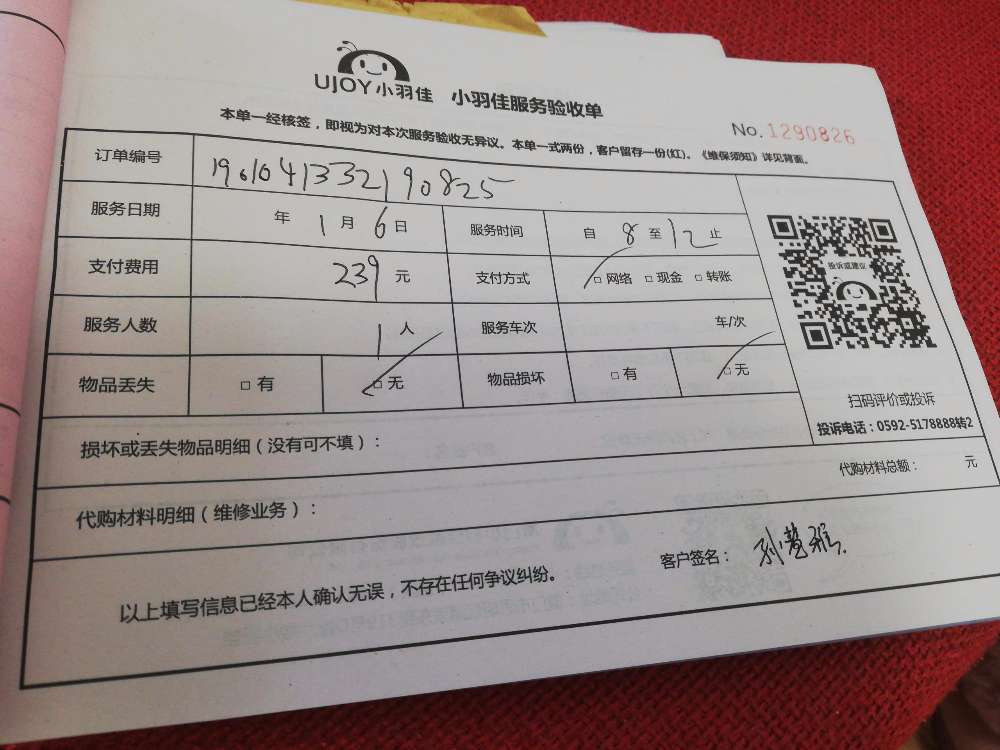 UJOY小羽佳 小羽佳服务验收单
No. 1290826
本单一经核签，即视为对本次服务验收无异议。本单一式两份，客户留存一份(红)。《维保须知》详见背面。
订单编号 1901041332190825
服务日期 年 1 月 6 日 服务时间 自 8 至 12 止
支付费用 239 元 支付方式 □ 网络 □ 现金 □ 转账
服务人数 1 人 服务车次 车/次
物品丢失 □ 有 □ 无 物品损坏 □ 有 □ 无
投诉或建议
扫码评价或投诉
投诉电话：0592-5178888转2
损坏或丢失物品明细（没有可不填）：
代购材料明细（维修业务）： 代购材料总额： 元
客户签名： 孙慧雅
以上填写信息已经本人确认无误，不存在任何争议纠纷。